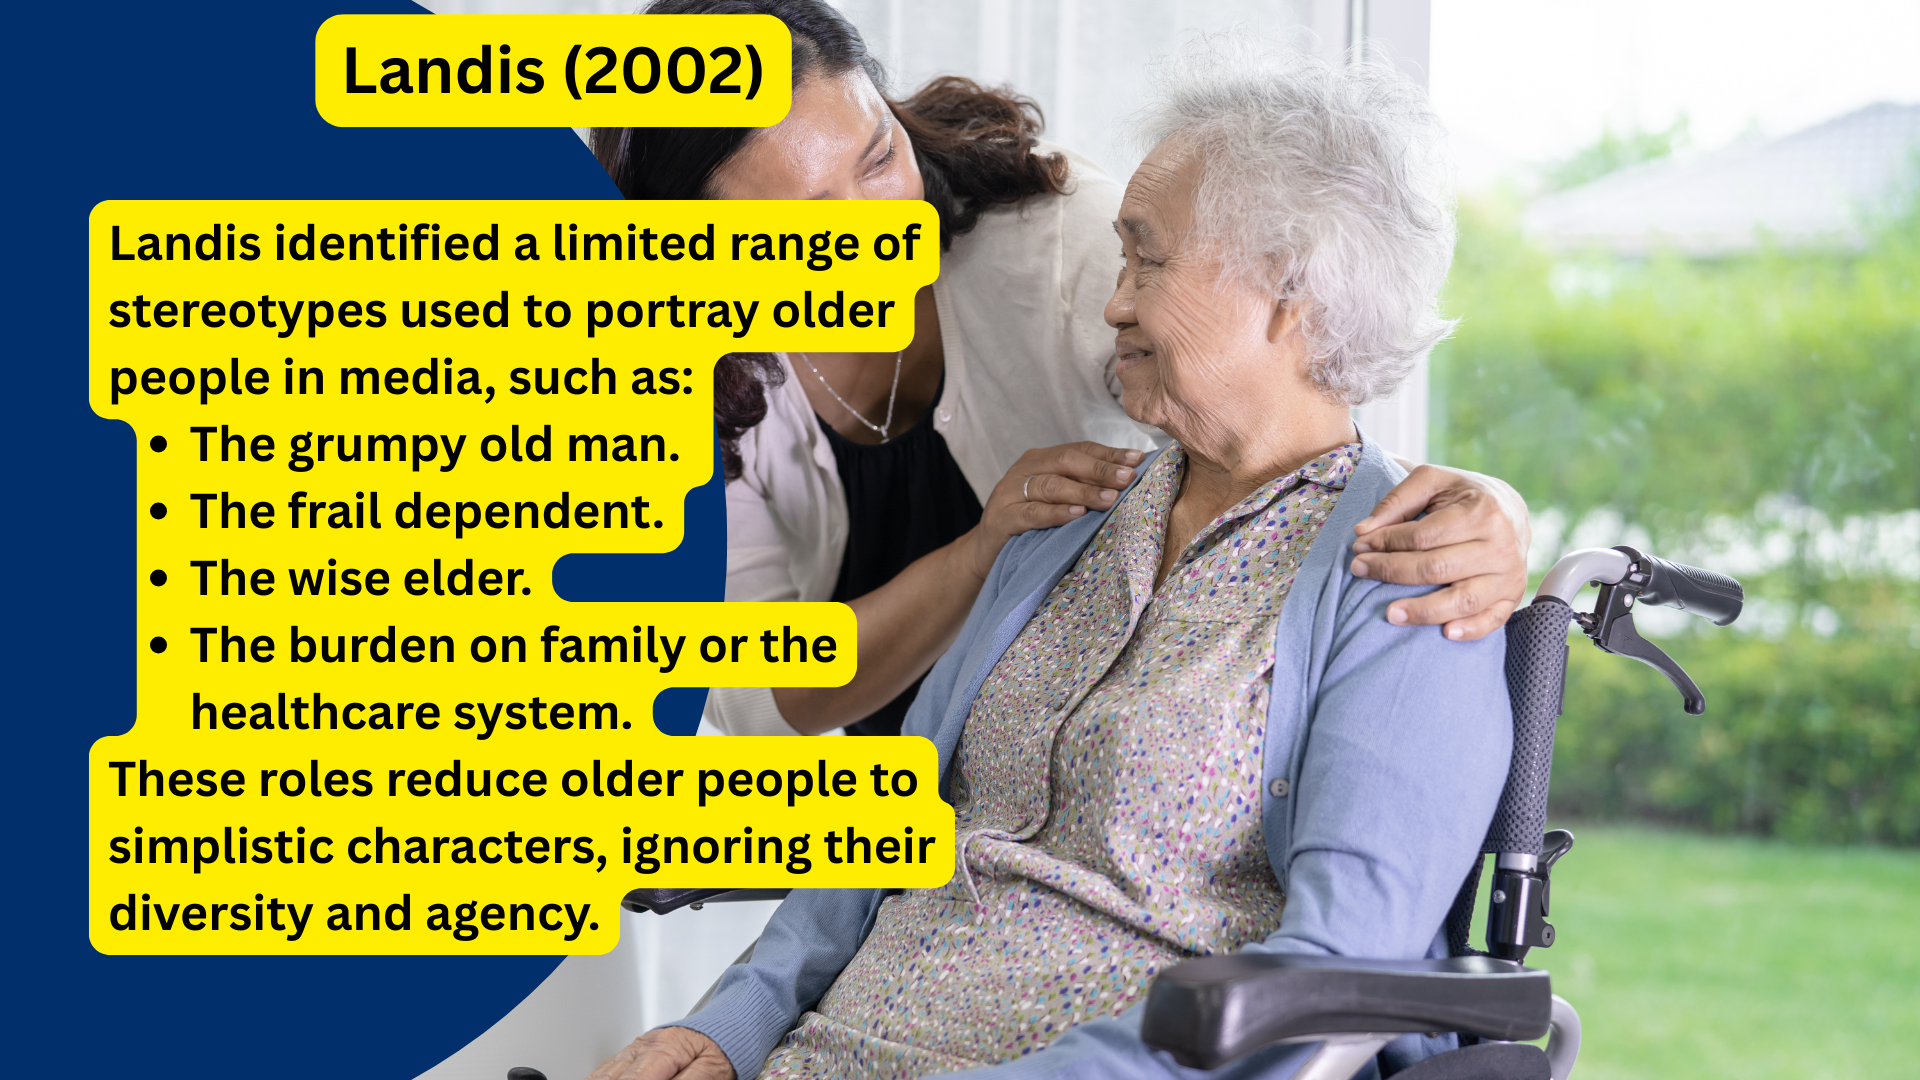 Landis (2002)
Landis identified a limited range of
stereotypes used to portray older
people in media, such as:
• The grumpy old man.
• The frail dependent.
• The wise elder.
• The burden on family or the
healthcare system.
These roles reduce older people to
simplistic characters, ignoring their
diversity and agency.